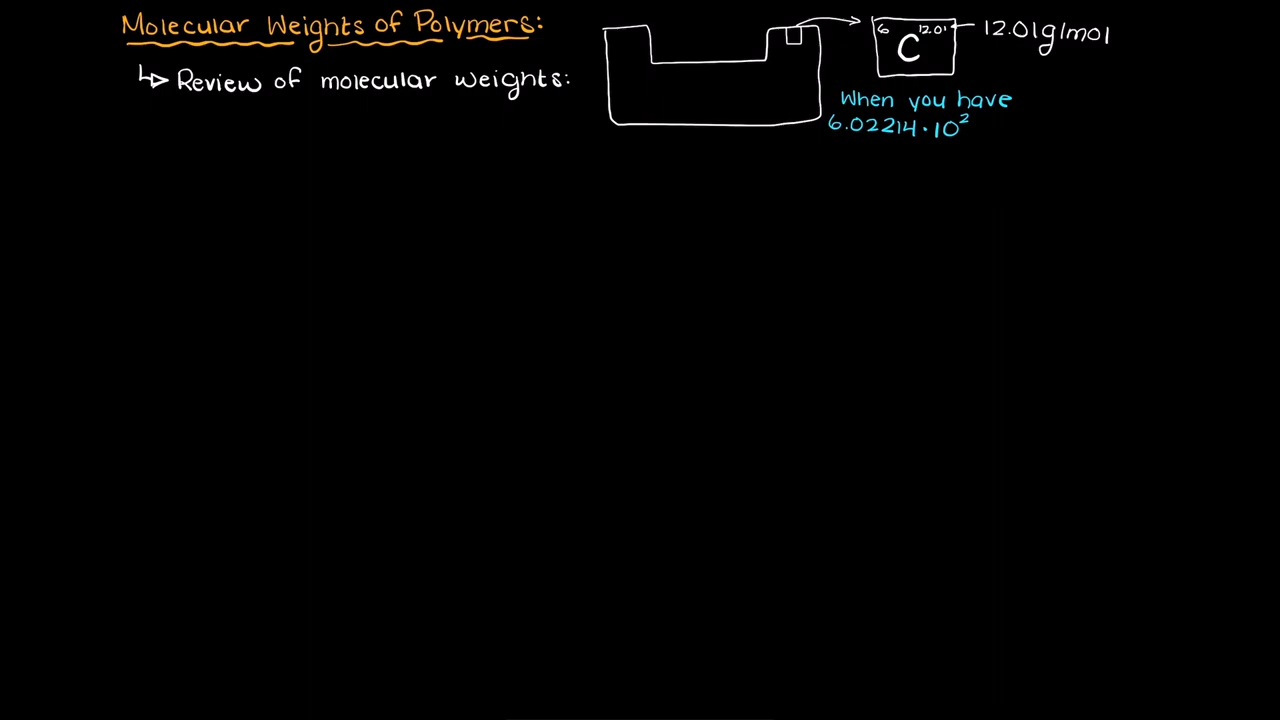 Molecular Weights of Polymers:
↳ Review of molecular weights:
6 12.01
C
12.01g/mol
When you have
6.02214·10²